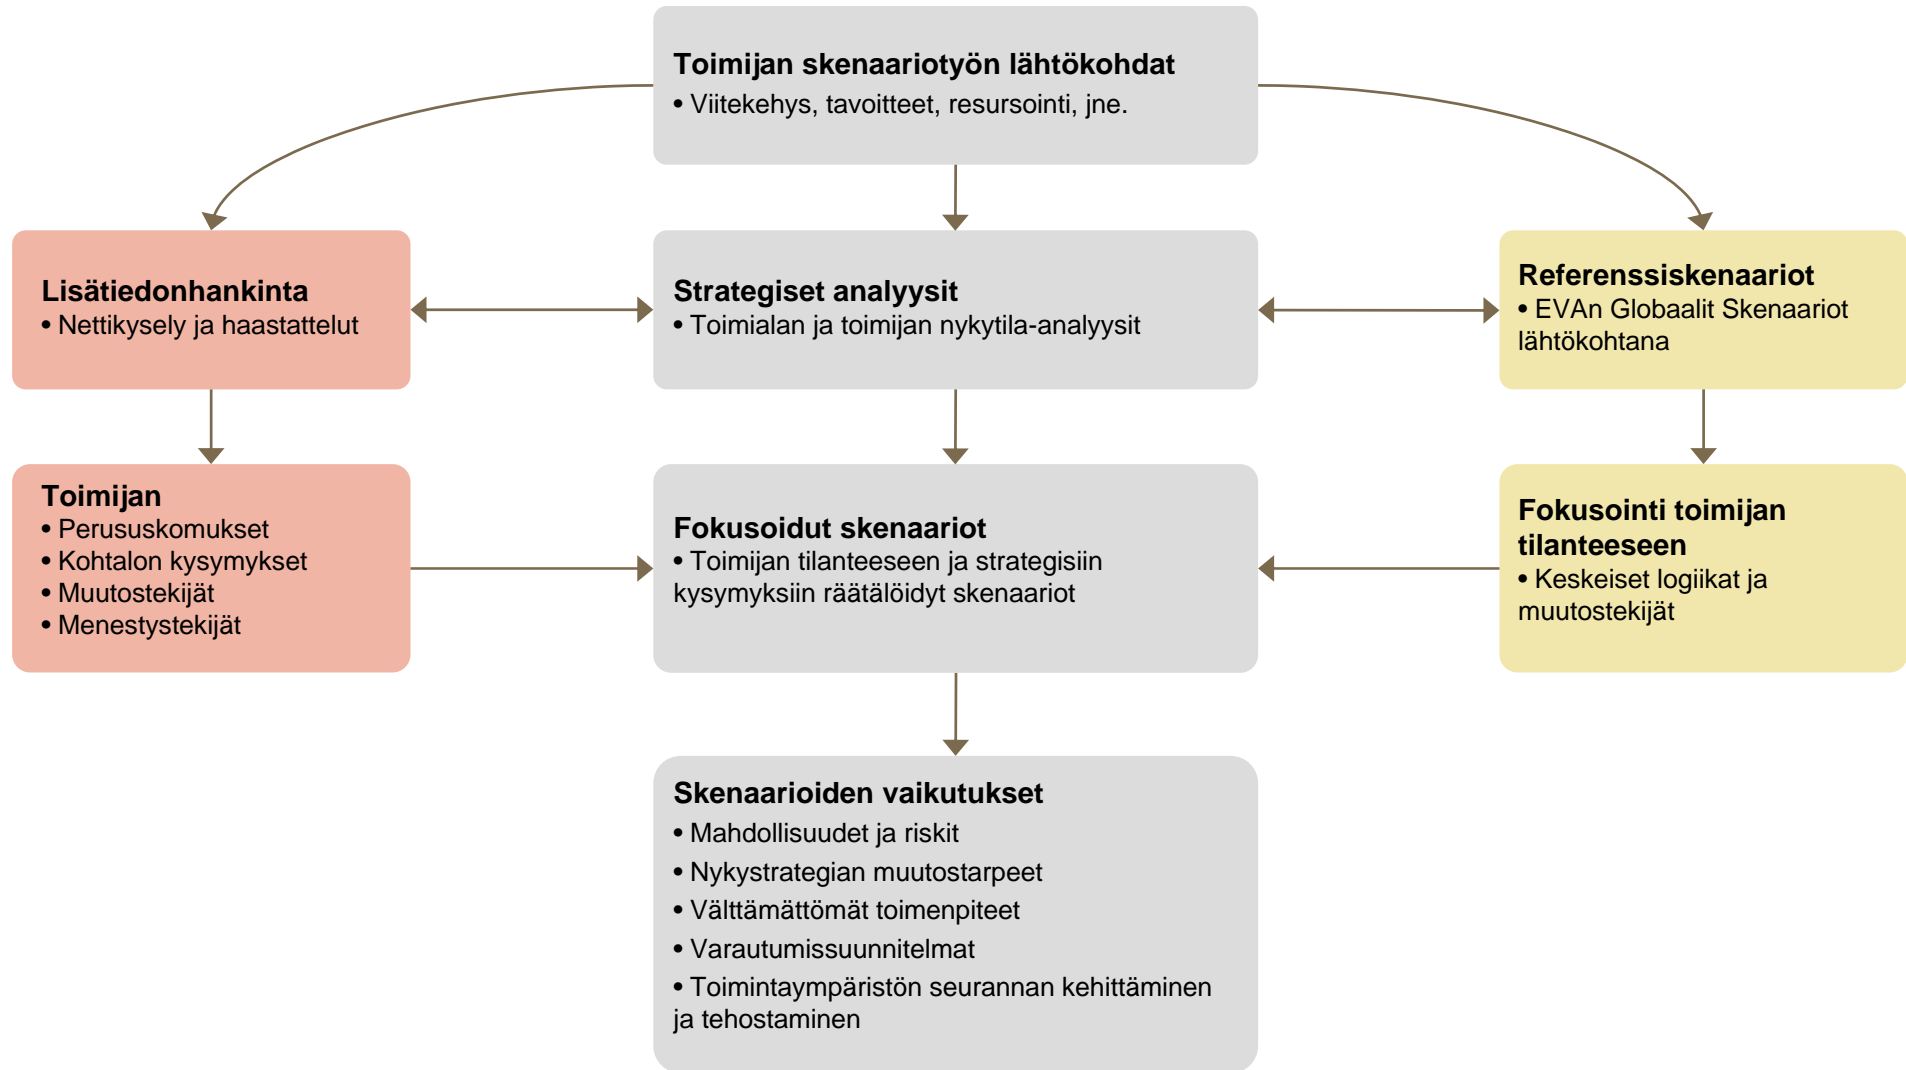 Toimijan skenaariotyön lähtökohdat
• Viitekehys, tavoitteet, resursointi, jne.
Lisätiedonhankinta
• Nettikysely ja haastattelut
Strategiset analyysit
• Toimialan ja toimijan nykytila-analyysit
Referenssiskenaariot
• EVAn Globaalit Skenaariot
lähtökohtana
Toimijan
• Perususkomukset
• Kohtalon kysymykset
• Muutostekijät
• Menestystekijät
Fokusoidut skenaariot
• Toimijan tilanteeseen ja strategisiin
kysymyksiin räätälöidyt skenaariot
Fokusointi toimijan
tilanteeseen
• Keskeiset logiikat ja
muutostekijät
Skenaarioiden vaikutukset
• Mahdollisuudet ja riskit
• Nykystrategian muutostarpeet
• Välttämättömät toimenpiteet
• Varautumissuunnitelmat
• Toimintaympäristön seurannan kehittäminen
ja tehostaminen